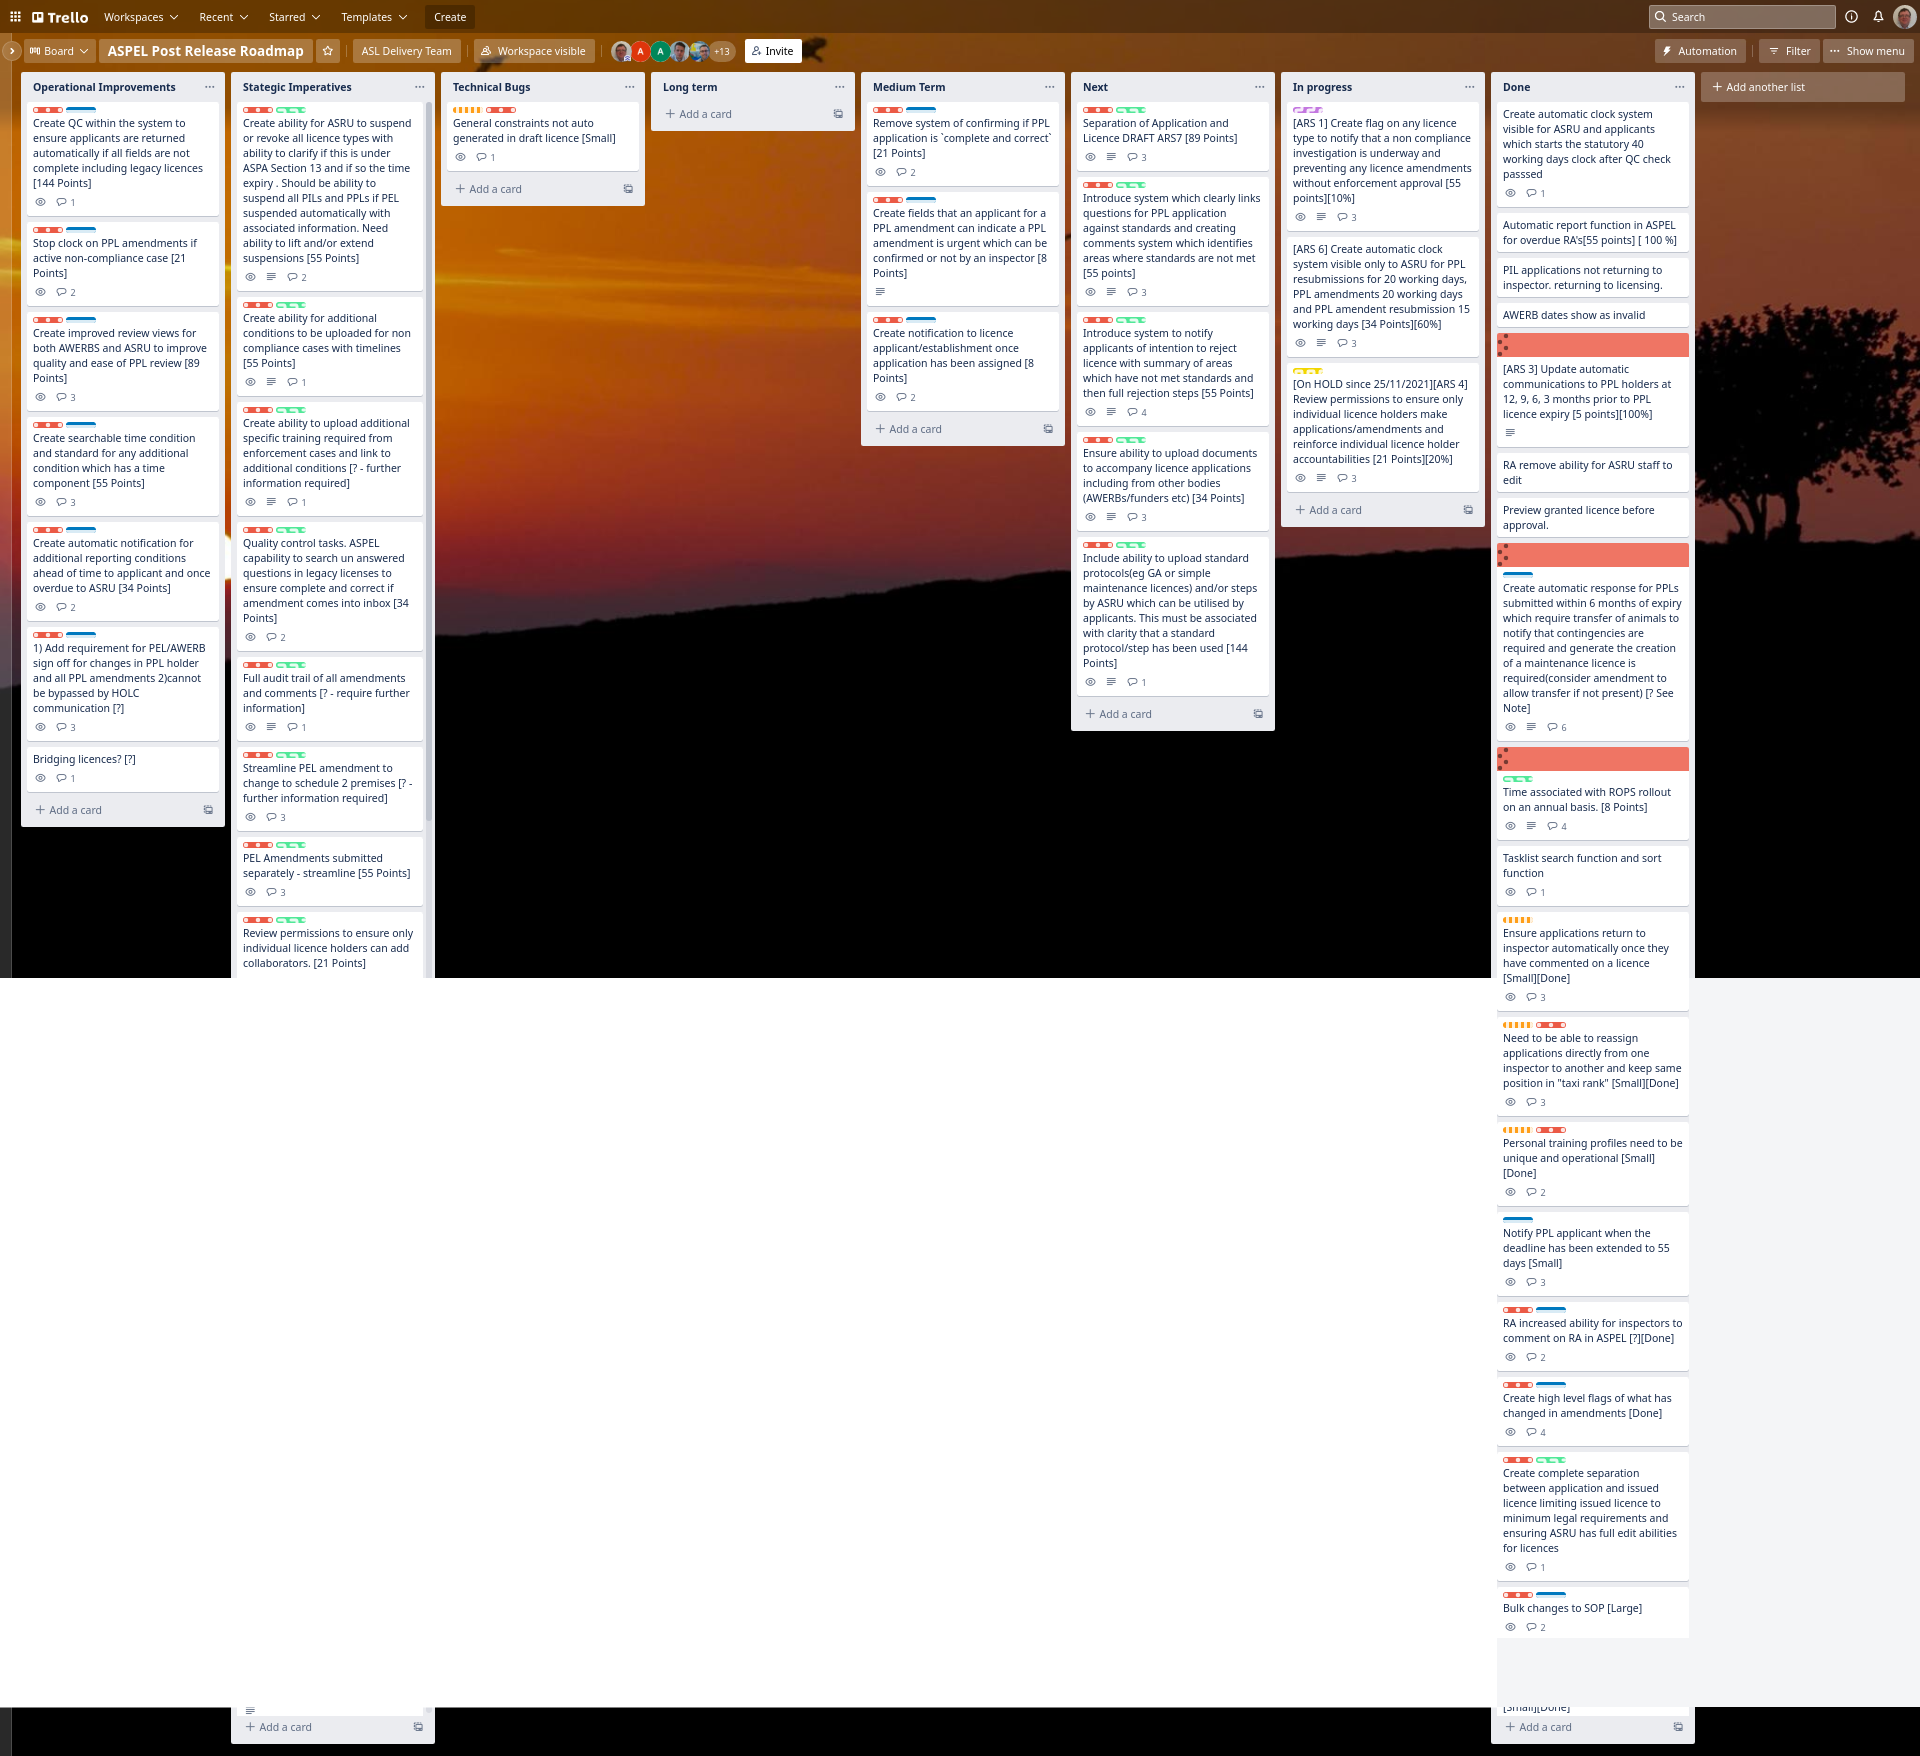 Trello
Workspaces
Recent
Starred
Templates
Create
Search
Board
ASPEL Post Release Roadmap
ASL Delivery Team
Workspace visible
A
A
+13
Invite
Automation
Filter
Show menu
Operational Improvements
Create QC within the system to
ensure applicants are returned
automatically if all fields are not
complete including legacy licences
[144 Points]
1
Stop clock on PPL amendments if
active non-compliance case [21
Points]
2
Create improved review views for
both AWERBS and ASRU to improve
quality and ease of PPL review [89
Points]
3
Create searchable time condition
and standard for any additional
condition which has a time
component [55 Points]
3
Create automatic notification for
additional reporting conditions
ahead of time to applicant and once
overdue to ASRU [34 Points]
2
1) Add requirement for PEL/AWERB
sign off for changes in PPL holder
and all PPL amendments 2)cannot
be bypassed by HOLC
communication [?]
3
Bridging licences? [?]
1
Add a card
Stategic Imperatives
Create ability for ASRU to suspend
or revoke all licence types with
ability to clarify if this is under
ASPA Section 13 and if so the time
expiry . Should be ability to
suspend all PILs and PPLs if PEL
suspended automatically with
associated information. Need
ability to lift and/or extend
suspensions [55 Points]
2
Create ability for additional
conditions to be uploaded for non
compliance cases with timelines
[55 Points]
1
Create ability to upload additional
specific training required from
enforcement cases and link to
additional conditions [? - further
information required]
1
Quality control tasks. ASPEL
capability to search un answered
questions in legacy licenses to
ensure complete and correct if
amendment comes into inbox [34
Points]
2
Full audit trail of all amendments
and comments [? - require further
information]
1
Streamline PEL amendment to
change to schedule 2 premises [? -
further information required]
3
PEL Amendments submitted
separately - streamline [55 Points]
3
Review permissions to ensure only
individual licence holders can add
collaborators. [21 Points]
Add a card
Technical Bugs
General constraints not auto
generated in draft licence [Small]
1
Add a card
Long term
Add a card
Medium Term
Remove system of confirming if PPL
application is `complete and correct`
[21 Points]
2
Create fields that an applicant for a
PPL amendment can indicate a PPL
amendment is urgent which can be
confirmed or not by an inspector [8
Points]
Create notification to licence
applicant/establishment once
application has been assigned [8
Points]
2
Add a card
Next
Separation of Application and
Licence DRAFT ARS7 [89 Points]
3
Introduce system which clearly links
questions for PPL application
against standards and creating
comments system which identifies
areas where standards are not met
[55 points]
3
Introduce system to notify
applicants of intention to reject
licence with summary of areas
which have not met standards and
then full rejection steps [55 Points]
4
Ensure ability to upload documents
to accompany licence applications
including from other bodies
(AWERBs/funders etc) [34 Points]
3
Include ability to upload standard
protocols(eg GA or simple
maintenance licences) and/or steps
by ASRU which can be utilised by
applicants. This must be associated
with clarity that a standard
protocol/step has been used [144
Points]
1
Add a card
In progress
[ARS 1] Create flag on any licence
type to notify that a non compliance
investigation is underway and
preventing any licence amendments
without enforcement approval [55
points][10%]
3
[ARS 6] Create automatic clock
system visible only to ASRU for PPL
resubmissions for 20 working days,
PPL amendments 20 working days
and PPL amendent resubmission 15
working days [34 Points][60%]
3
[On HOLD since 25/11/2021][ARS 4]
Review permissions to ensure only
individual licence holders make
applications/amendments and
reinforce individual licence holder
accountabilities [21 Points][20%]
3
Add a card
Done
Create automatic clock system
visible for ASRU and applicants
which starts the statutory 40
working days clock after QC check
passsed
1
Automatic report function in ASPEL
for overdue RA's[55 points] [ 100 %]
PIL applications not returning to
inspector. returning to licensing.
AWERB dates show as invalid
[ARS 3] Update automatic
communications to PPL holders at
12, 9, 6, 3 months prior to PPL
licence expiry [5 points][100%]
RA remove ability for ASRU staff to
edit
Preview granted licence before
approval.
Create automatic response for PPLs
submitted within 6 months of expiry
which require transfer of animals to
notify that contingencies are
required and generate the creation
of a maintenance licence is
required(consider amendment to
allow transfer if not present) [? See
Note]
6
Time associated with ROPS rollout
on an annual basis. [8 Points]
4
Tasklist search function and sort
function
1
Ensure applications return to
inspector automatically once they
have commented on a licence
[Small][Done]
3
Need to be able to reassign
applications directly from one
inspector to another and keep same
position in "taxi rank" [Small][Done]
3
Personal training profiles need to be
unique and operational [Small]
[Done]
2
Notify PPL applicant when the
deadline has been extended to 55
days [Small]
3
RA increased ability for inspectors to
comment on RA in ASPEL [?][Done]
2
Create high level flags of what has
changed in amendments [Done]
4
Create complete separation
between application and issued
licence limiting issued licence to
minimum legal requirements and
ensuring ASRU has full edit abilities
for licences
1
Bulk changes to SOP [Large]
2
[Small][Done]
Add a card
Add another list